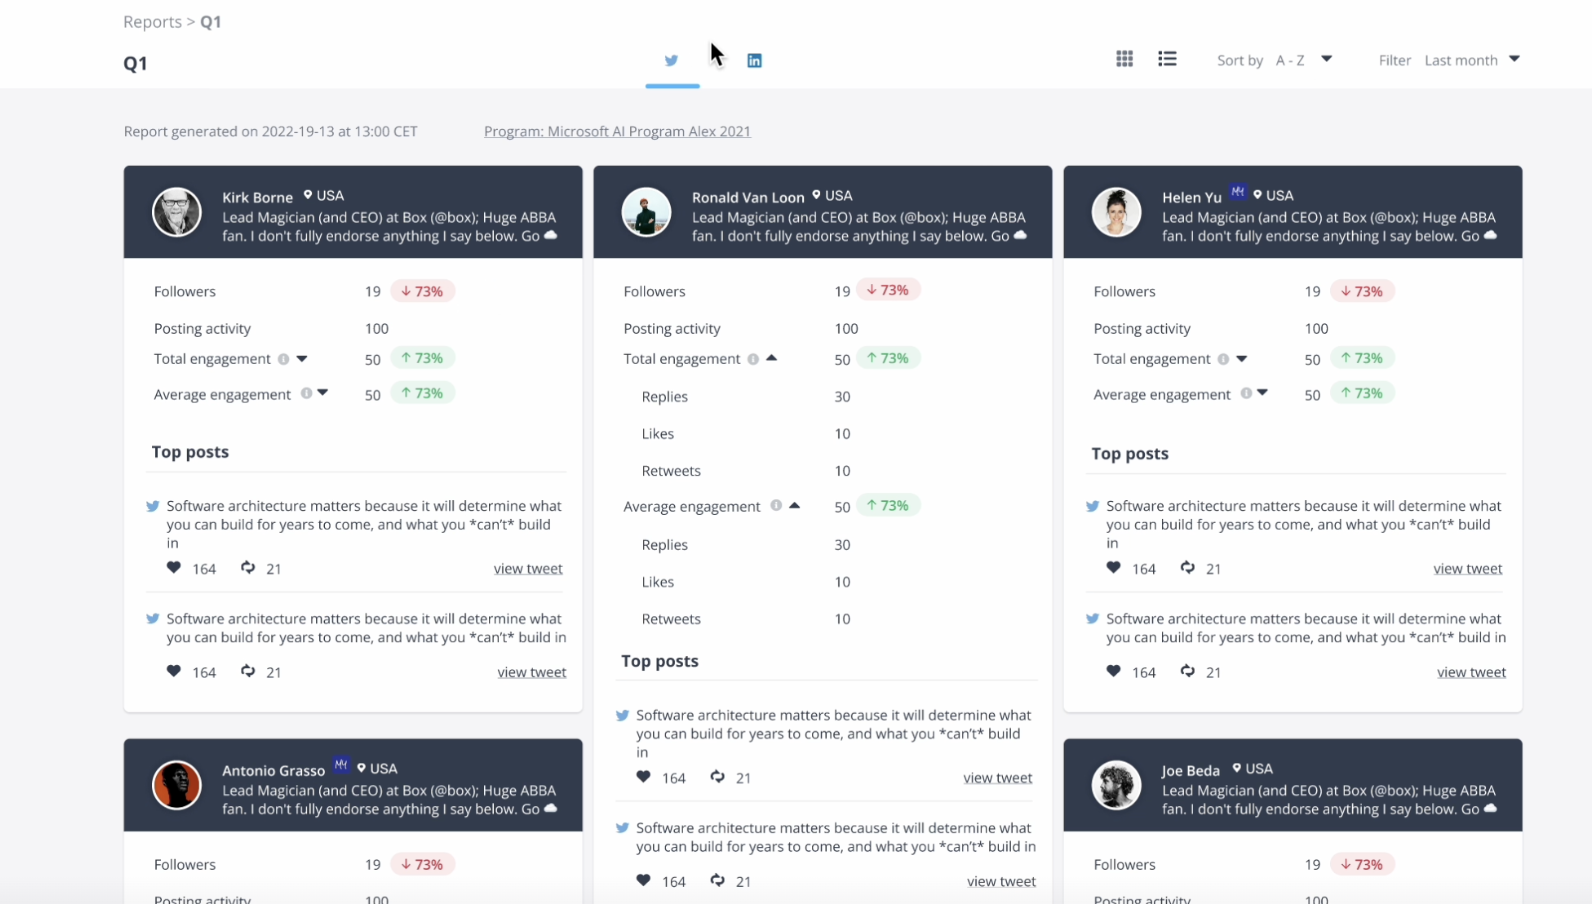 Reports > Q1
Q1
Sort by A - Z
Filter Last month
Report generated on 2022-19-13 at 13:00 CET
Program: Microsoft AI Program Alex 2021
Kirk Borne USA
Lead Magician (and CEO) at Box (@box); Huge ABBA
fan. I don't fully endorse anything I say below. Go
Followers 19 ↓ 73%
Posting activity 100
Total engagement 50 ↑ 73%
Average engagement 50 ↑ 73%
Top posts
Software architecture matters because it will determine what
you can build for years to come, and what you *can't* build
in
164 21 view tweet
Software architecture matters because it will determine what
you can build for years to come, and what you *can't* build in
164 21 view tweet
Ronald Van Loon USA
Lead Magician (and CEO) at Box (@box); Huge ABBA
fan. I don't fully endorse anything I say below. Go
Followers 19 ↓ 73%
Posting activity 100
Total engagement 50 ↑ 73%
Replies 30
Likes 10
Retweets 10
Average engagement 50 ↑ 73%
Replies 30
Likes 10
Retweets 10
Top posts
Software architecture matters because it will determine what
you can build for years to come, and what you *can't* build
in
164 21 view tweet
Software architecture matters because it will determine what
you can build for years to come, and what you *can't* build in
164 21 view tweet
Helen Yu USA
Lead Magician (and CEO) at Box (@box); Huge ABBA
fan. I don't fully endorse anything I say below. Go
Followers 19 ↓ 73%
Posting activity 100
Total engagement 50 ↑ 73%
Average engagement 50 ↑ 73%
Top posts
Software architecture matters because it will determine what
you can build for years to come, and what you *can't* build
in
164 21 view tweet
Software architecture matters because it will determine what
you can build for years to come, and what you *can't* build in
164 21 view tweet
Antonio Grasso USA
Lead Magician (and CEO) at Box (@box); Huge ABBA
fan. I don't fully endorse anything I say below. Go
Followers 19 ↓ 73%
Posting activity 100
Joe Beda USA
Lead Magician (and CEO) at Box (@box); Huge ABBA
fan. I don't fully endorse anything I say below. Go
Followers 19 ↓ 73%
Posting activity 100